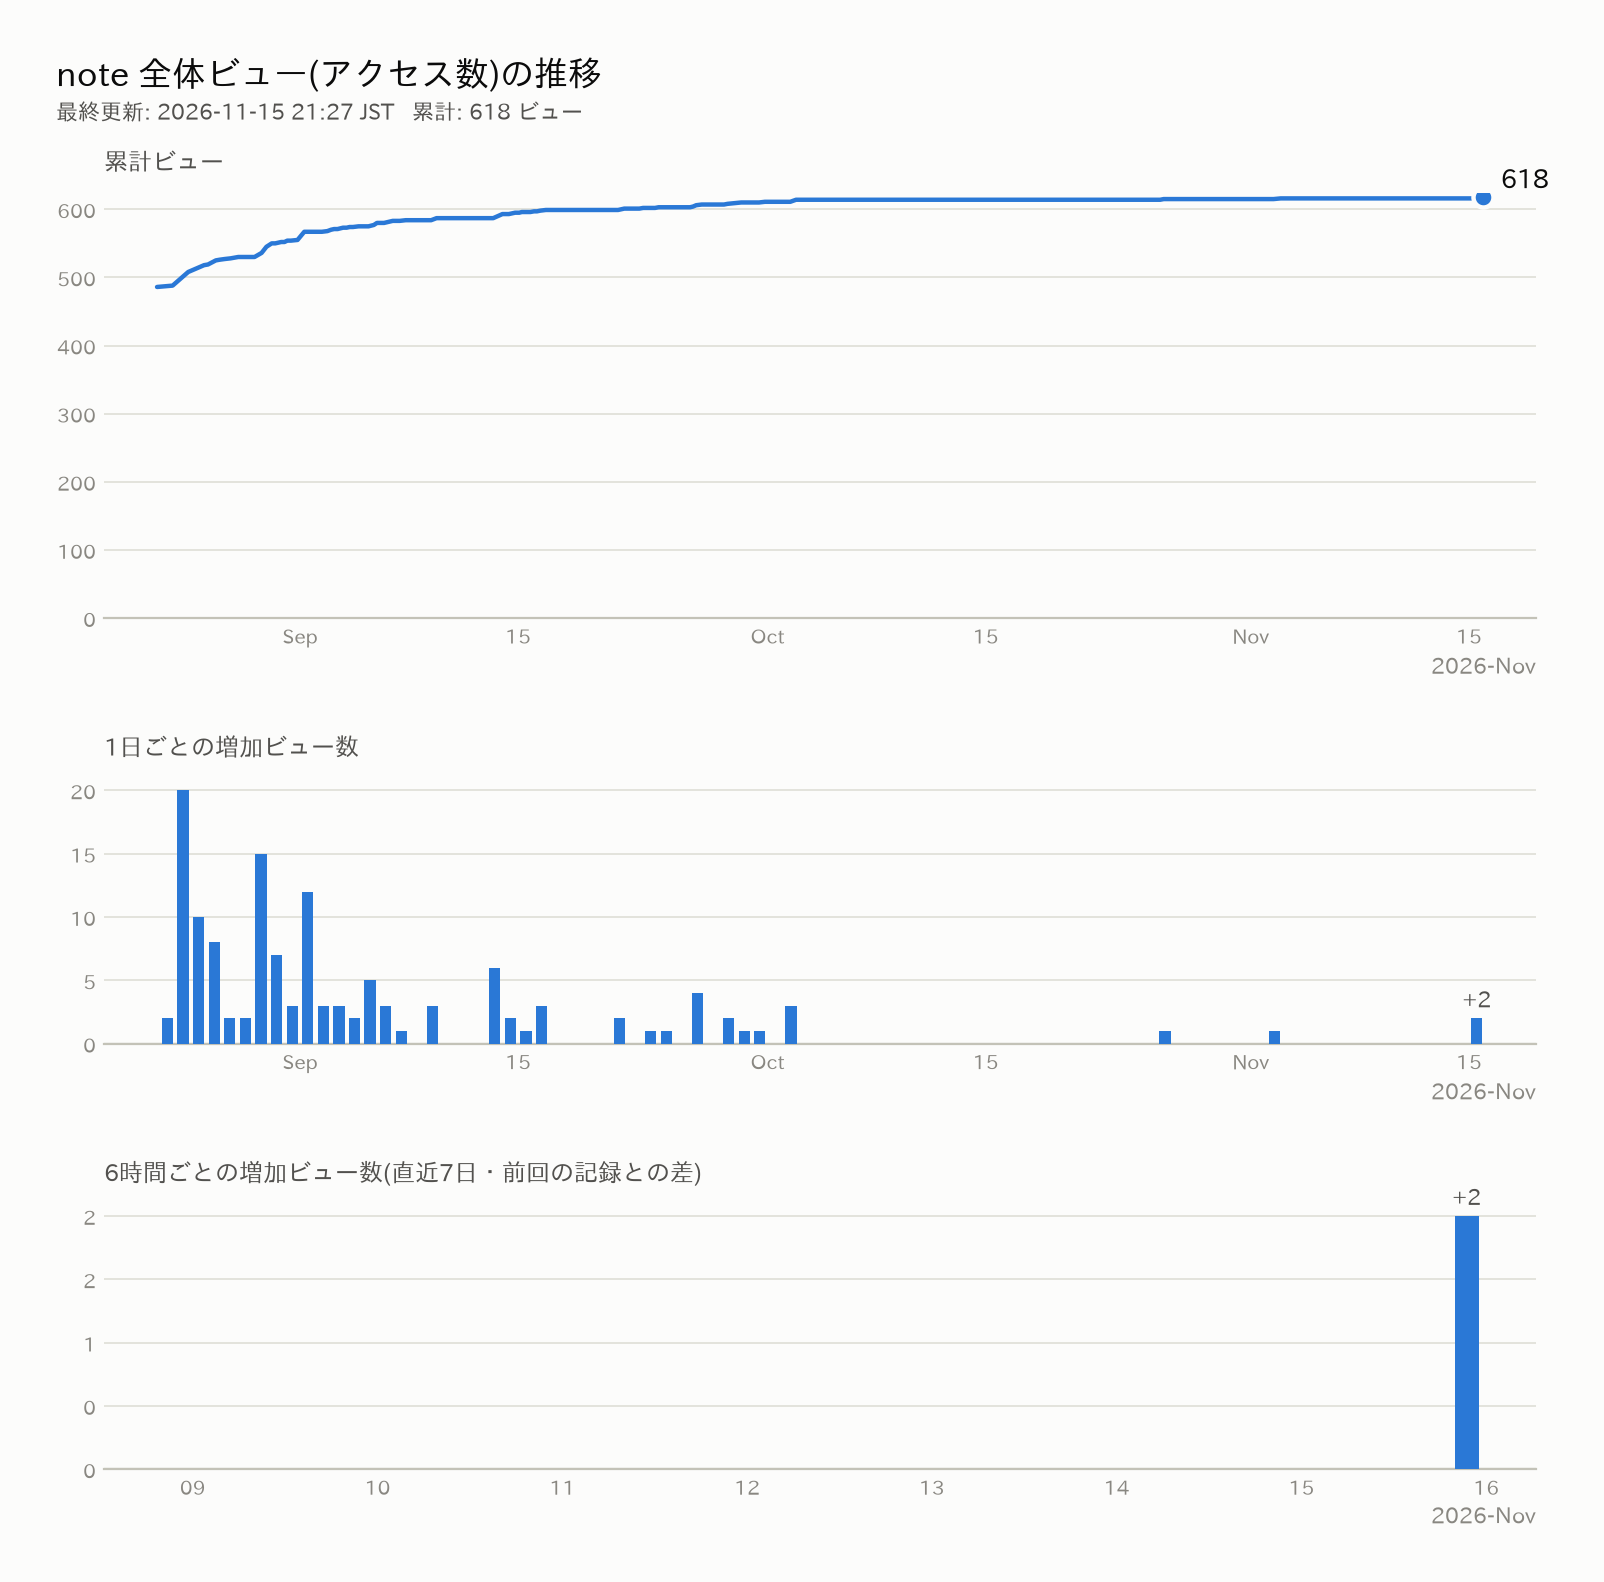 note 全体ビュー(アクセス数)の推移
最終更新: 2026-11-15 21:27 JST 累計: 618 ビュー
累計ビュー
618
600
500
400
300
200
100
0
Sep 15 Oct 15 Nov 15
2026-Nov
1日ごとの増加ビュー数
20
15
10
5
+2
0
Sep 15 Oct 15 Nov 15
2026-Nov
6時間ごとの増加ビュー数(直近7日・前回の記録との差)
+2
2
2
1
0
0
09 10 11 12 13 14 15 16
2026-Nov